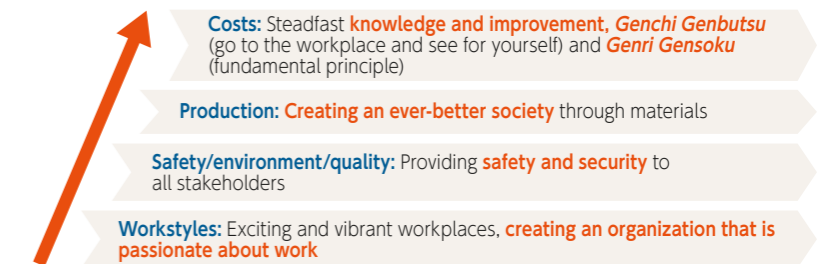 Costs: Steadfast knowledge and improvement, Genchi Genbutsu
(go to the workplace and see for yourself) and Genri Gensoku
(fundamental principle)
Production: Creating an ever-better society through materials
Safety/environment/quality: Providing safety and security to
all stakeholders
Workstyles: Exciting and vibrant workplaces, creating an organization that is
passionate about work